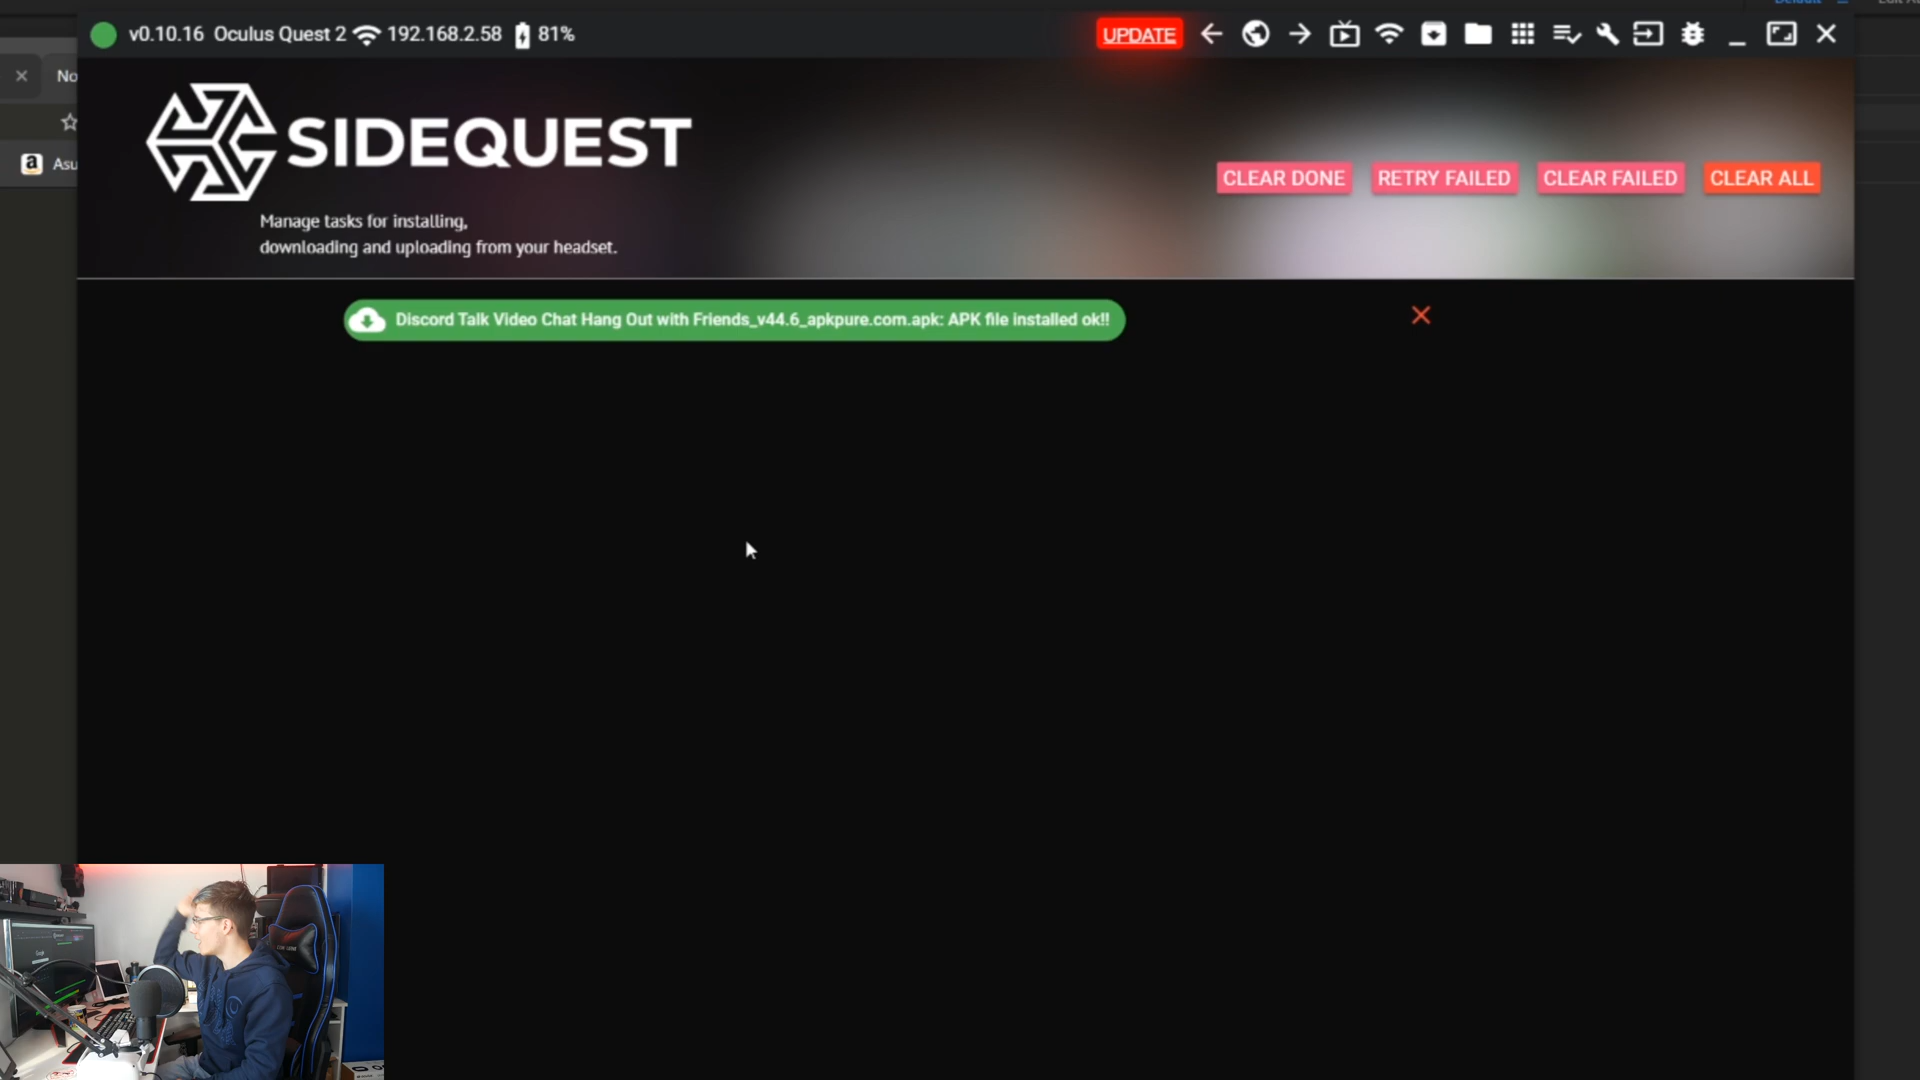 v0.10.16 Oculus Quest 2 192.168.2.58 81%
UPDATE
No
a Asu
SIDEQUEST
Manage tasks for installing,
downloading and uploading from your headset.
CLEAR DONE RETRY FAILED CLEAR FAILED CLEAR ALL
Discord Talk Video Chat Hang Out with Friends_v44.6_apkpure.com.apk: APK file installed ok!!